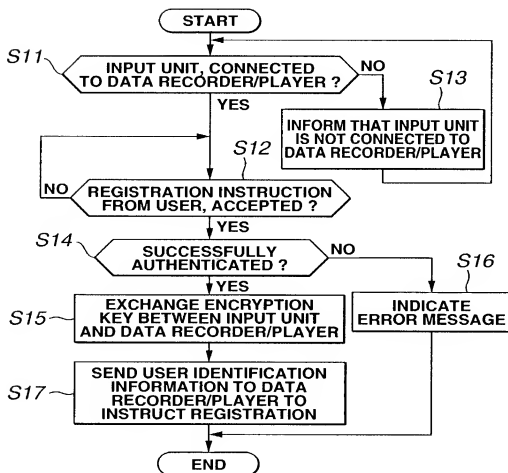 START
S11
INPUT UNIT, CONNECTED
TO DATA RECORDER/PLAYER ?
NO
YES
S13
INFORM THAT INPUT UNIT
IS NOT CONNECTED TO
DATA RECORDER/PLAYER
S12
NO
REGISTRATION INSTRUCTION
FROM USER, ACCEPTED ?
YES
S14
SUCCESSFULLY
AUTHENTICATED ?
NO
YES
S16
INDICATE
ERROR MESSAGE
S15
EXCHANGE ENCRYPTION
KEY BETWEEN INPUT UNIT
AND DATA RECORDER/PLAYER
S17
SEND USER IDENTIFICATION
INFORMATION TO DATA
RECORDER/PLAYER TO
INSTRUCT REGISTRATION
END